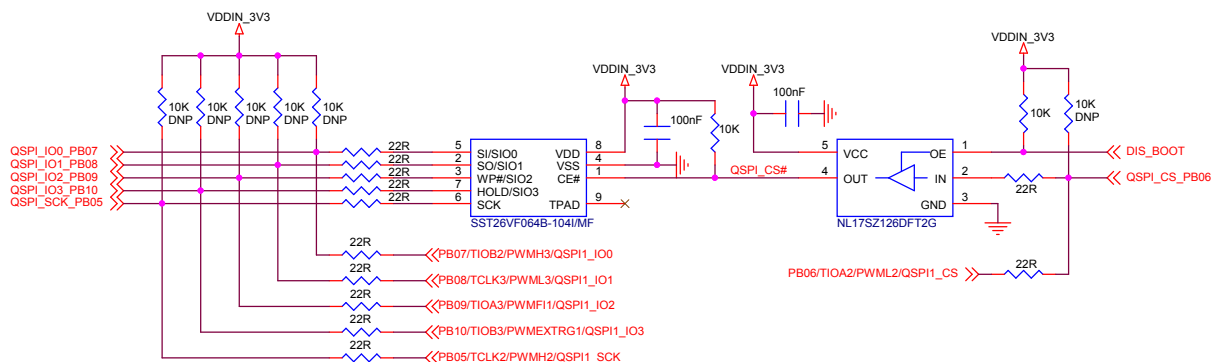 VDDIN_3V3
10K
DNP
10K
DNP
10K
DNP
10K
DNP
10K
DNP
VDDIN_3V3
100nF
10K
VDDIN_3V3
100nF
VDDIN_3V3
10K
10K
DNP
QSPI_IO0_PB07
QSPI_IO1_PB08
QSPI_IO2_PB09
QSPI_IO3_PB10
QSPI_SCK_PB05
22R
22R
22R
22R
22R
5 SI/SIO0 VDD 8
2 SO/SIO1 VSS 4
3 WP#/SIO2 CE# 1
7 HOLD/SIO3
6 SCK TPAD 9
SST26VF064B-104I/MF
QSPI_CS#
5 VCC OE 1
4 OUT IN 2
GND 3
NL17SZ126DFT2G
22R
DIS_BOOT
QSPI_CS_PB06
22R
PB07/TIOB2/PWMH3/QSPI1_IO0
22R
PB08/TCLK3/PWML3/QSPI1_IO1
22R
PB09/TIOA3/PWMFI1/QSPI1_IO2
22R
PB10/TIOB3/PWMEXTRG1/QSPI1_IO3
22R
PB05/TCLK2/PWMH2/QSPI1_SCK
PB06/TIOA2/PWML2/QSPI1_CS
22R